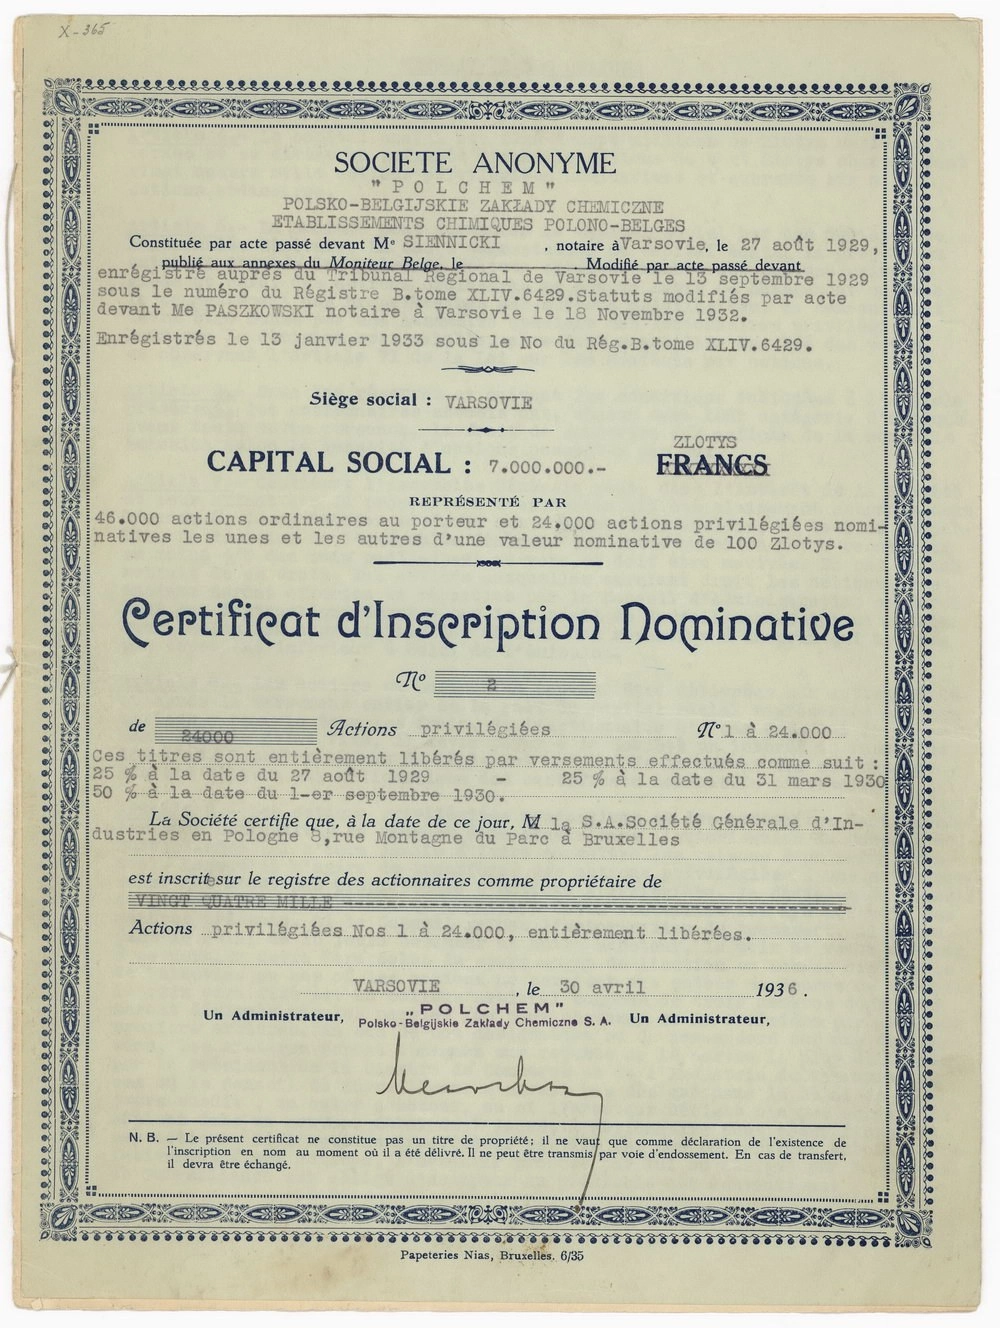 X-365
SOCIETE ANONYME
"POLCHEM"
POLSKO-BELGIJSKIE ZAKŁADY CHEMICZNE
ETABLISSEMENTS CHIMIQUES POLONO-BELGES
Constituée par acte passé devant Me SIENNICKI , notaire à Varsovie, le 27 août 1929,
publié aux annexes du Moniteur Belge, le Modifié par acte passé devant
enrégistré auprès du Tribunal Régional de Varsovie le 13 septembre 1929
sous le numéro du Régistre B.tome XLIV.6429.Statuts modifiés par acte
devant Me PASZKOWSKI notaire à Varsovie le 18 Novembre 1932.
Enrégistrés le 13 janvier 1933 sous le No du Rég.B.tome XLIV.6429.
Siège social : VARSOVIE
ZLOTYS
CAPITAL SOCIAL : 7.000.000.- FRANCS
REPRÉSENTÉ PAR
46.000 actions ordinaires au porteur et 24.000 actions privilégiées nomi-
natives les unes et les autres d'une valeur nominative de 100 Zlotys.
Certificat d'Inscription Nominative
No 2
de 24000 Actions privilégiées No 1 à 24.000
Ces titres sont entièrement libérés par versements effectués comme suit :
25 % à la date du 27 août 1929 - 25 % à la date du 31 mars 1930
50 % à la date du 1-er septembre 1930.
La Société certifie que, à la date de ce jour, M la S.A.Société Générale d'In-
dustries en Pologne 8,rue Montagne du Parc à Bruxelles
est inscrite sur le registre des actionnaires comme propriétaire de
VINGT QUATRE MILLE ----------
Actions privilégiées Nos 1 à 24.000, entièrement libérées.
VARSOVIE , le 30 avril 1936.
Un Administrateur, „POLCHEM" Un Administrateur,
Polsko-Belgijskie Zakłady Chemiczne S. A.
N. B. — Le présent certificat ne constitue pas un titre de propriété; il ne vaut que comme déclaration de l'existence de
l'inscription en nom au moment où il a été délivré. Il ne peut être transmis par voie d'endossement. En cas de transfert,
il devra être échangé.
Papeteries Nias, Bruxelles. 6/35